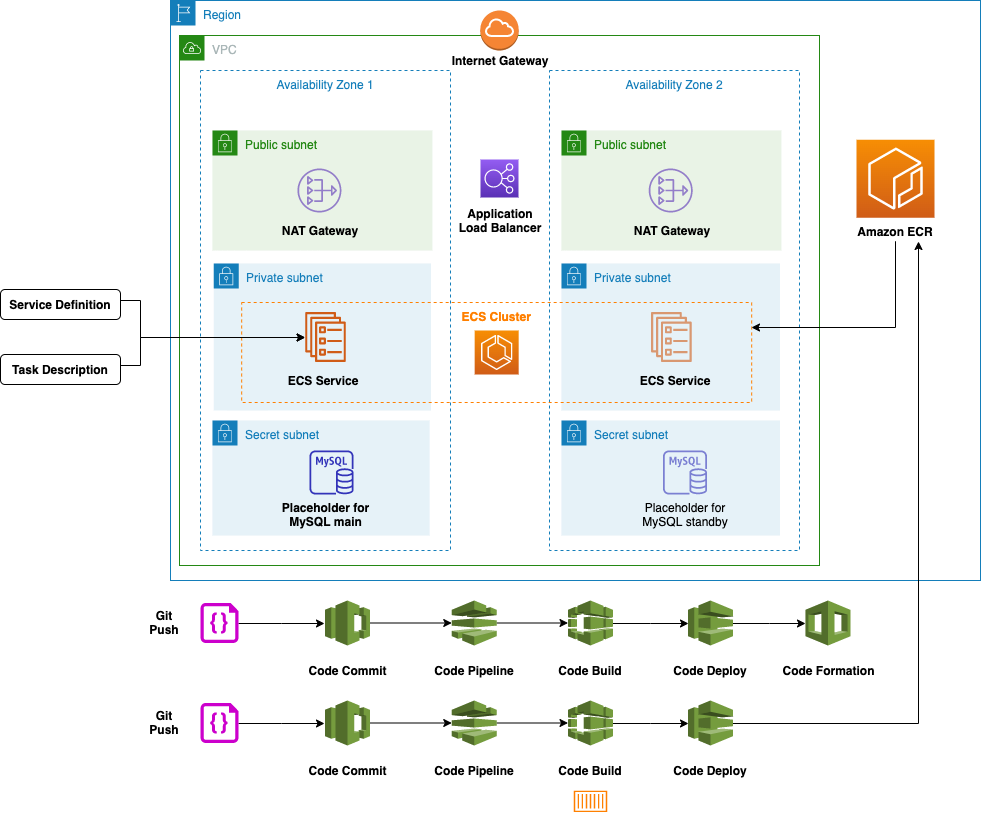 Region
VPC
Internet Gateway
Availability Zone 1
Availability Zone 2
Public subnet
Public subnet
NAT Gateway
Application
Load Balancer
NAT Gateway
Amazon ECR
Private subnet
Private subnet
Service Definition
Task Description
ECS Cluster
ECS Service
ECS Service
Secret subnet
Secret subnet
MySQL
MySQL
Placeholder for
MySQL main
Placeholder for
MySQL standby
Git
Push
{}
Code Commit
Code Pipeline
Code Build
Code Deploy
Code Formation
Git
Push
{}
Code Commit
Code Pipeline
Code Build
Code Deploy